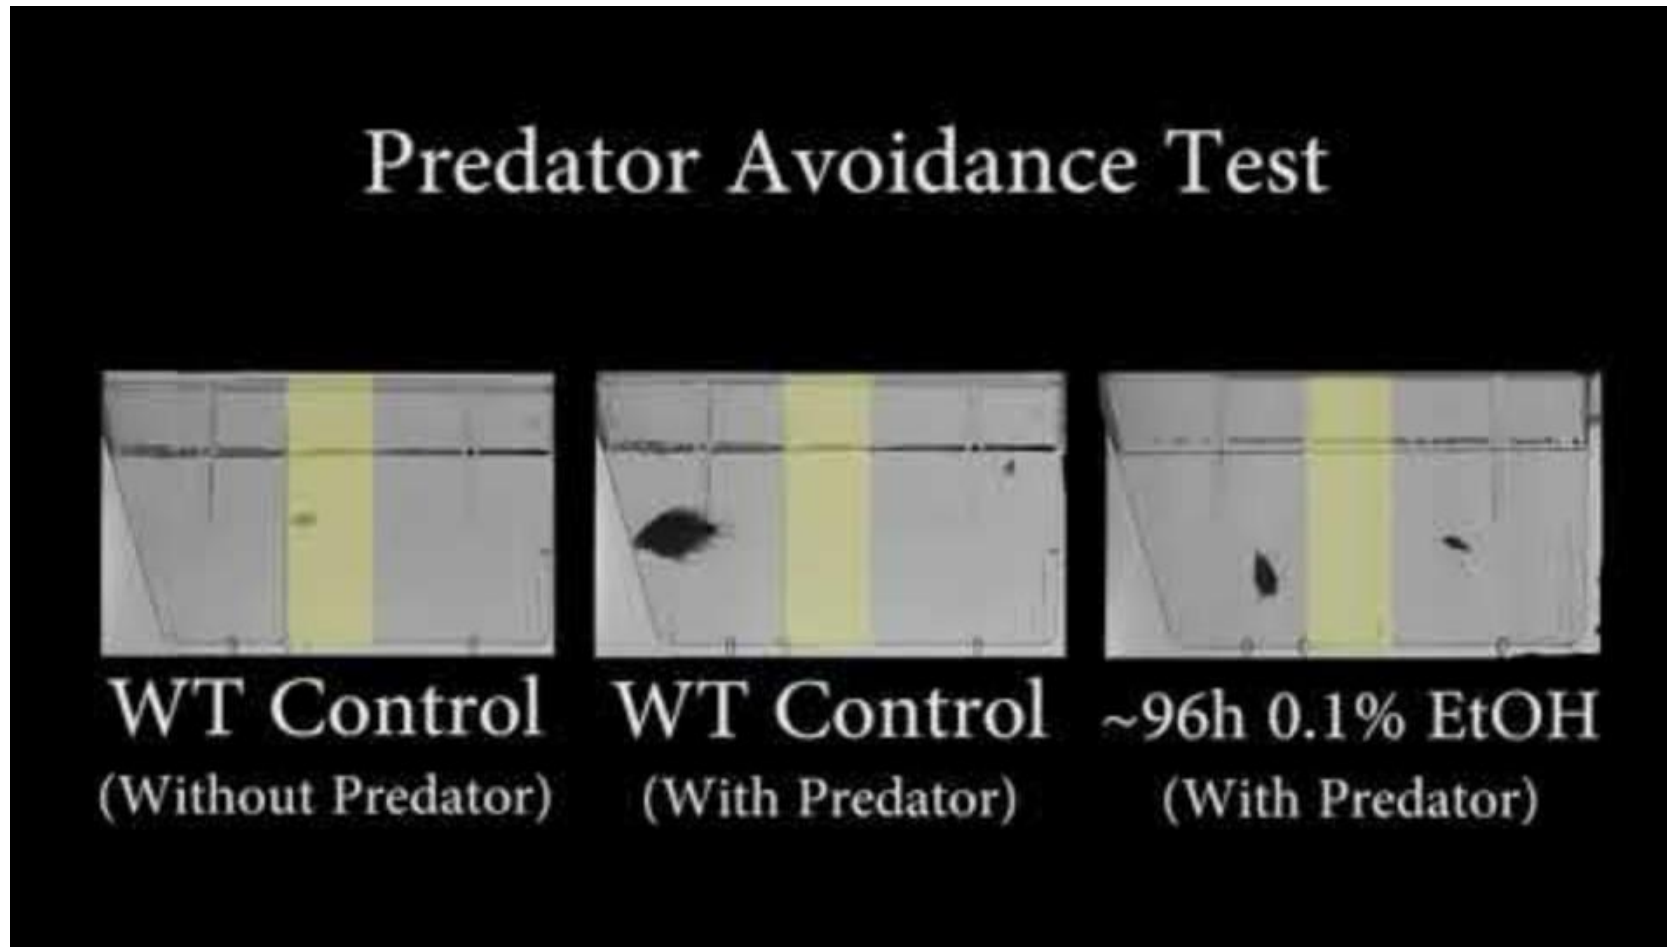 Predator Avoidance Test
WT Control
(Without Predator)
WT Control
(With Predator)
~96h 0.1% EtOH
(With Predator)